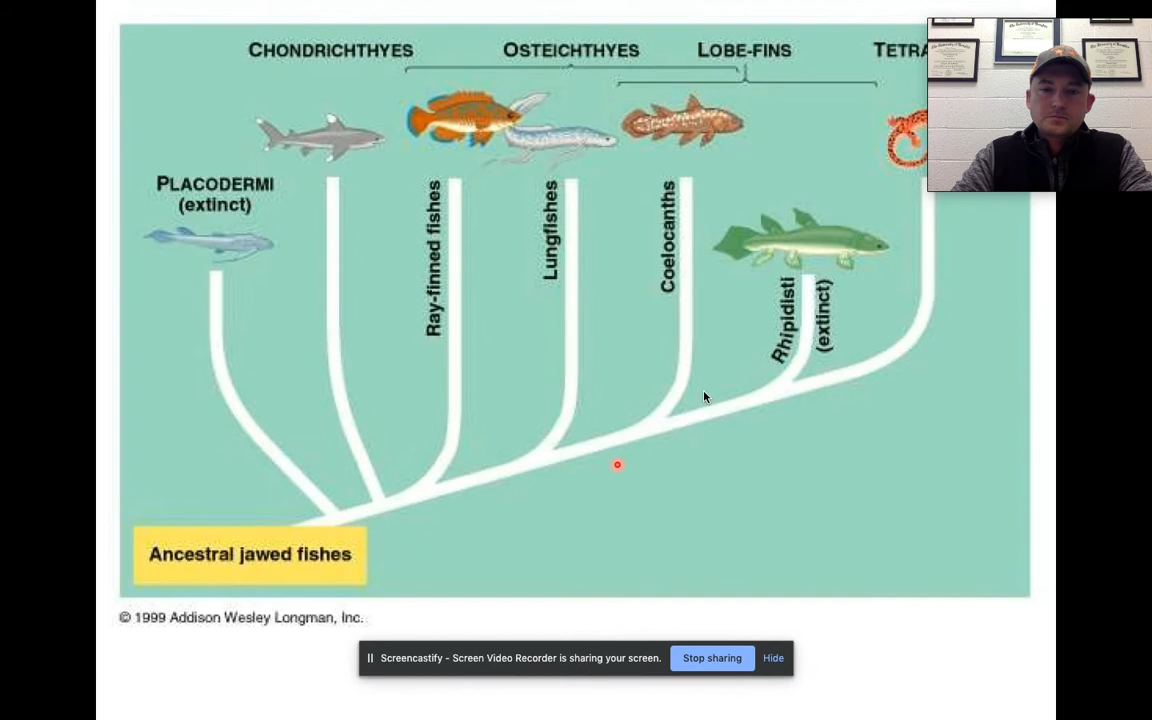 CHONDRICHTHYES
OSTEICHTHYES
LOBE-FINS
TETRA
PLACODERMI
(extinct)
Ray-finned fishes
Lungfishes
Coelocanths
Rhipidisti
(extinct)
Ancestral jawed fishes
© 1999 Addison Wesley Longman, Inc.
Screencastify - Screen Video Recorder is sharing your screen.
Stop sharing
Hide